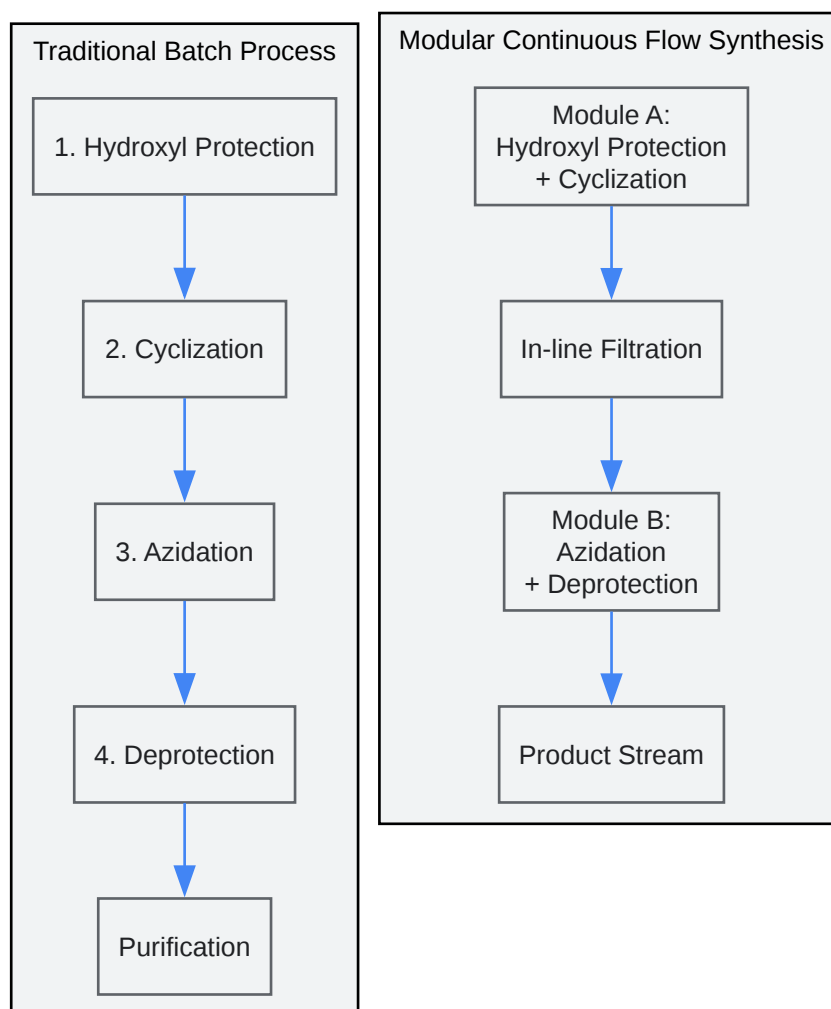 Traditional Batch Process
1. Hydroxyl Protection
2. Cyclization
3. Azidation
4. Deprotection
Purification
Modular Continuous Flow Synthesis
Module A:
Hydroxyl Protection
+ Cyclization
In-line Filtration
Module B:
Azidation
+ Deprotection
Product Stream